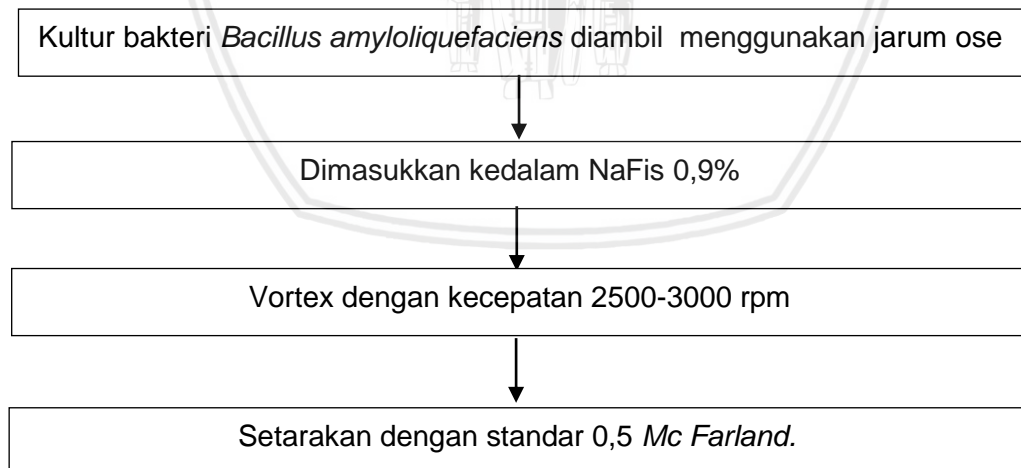 Kultur bakteri Bacillus amyloliquefaciens diambil menggunakan jarum ose
Dimasukkan kedalam NaFis 0,9%
Vortex dengan kecepatan 2500-3000 rpm
Setarakan dengan standar 0,5 Mc Farland.